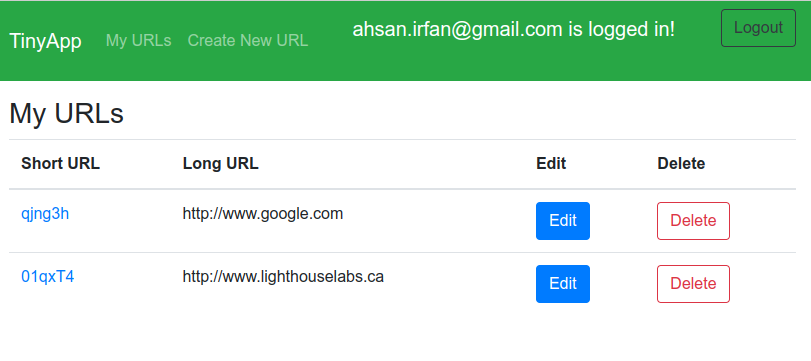 TinyApp My URLs Create New URL ahsan.irfan@gmail.com is logged in! Logout
My URLs
Short URL Long URL Edit Delete
qjng3h http://www.google.com Edit Delete
01qxT4 http://www.lighthouselabs.ca Edit Delete